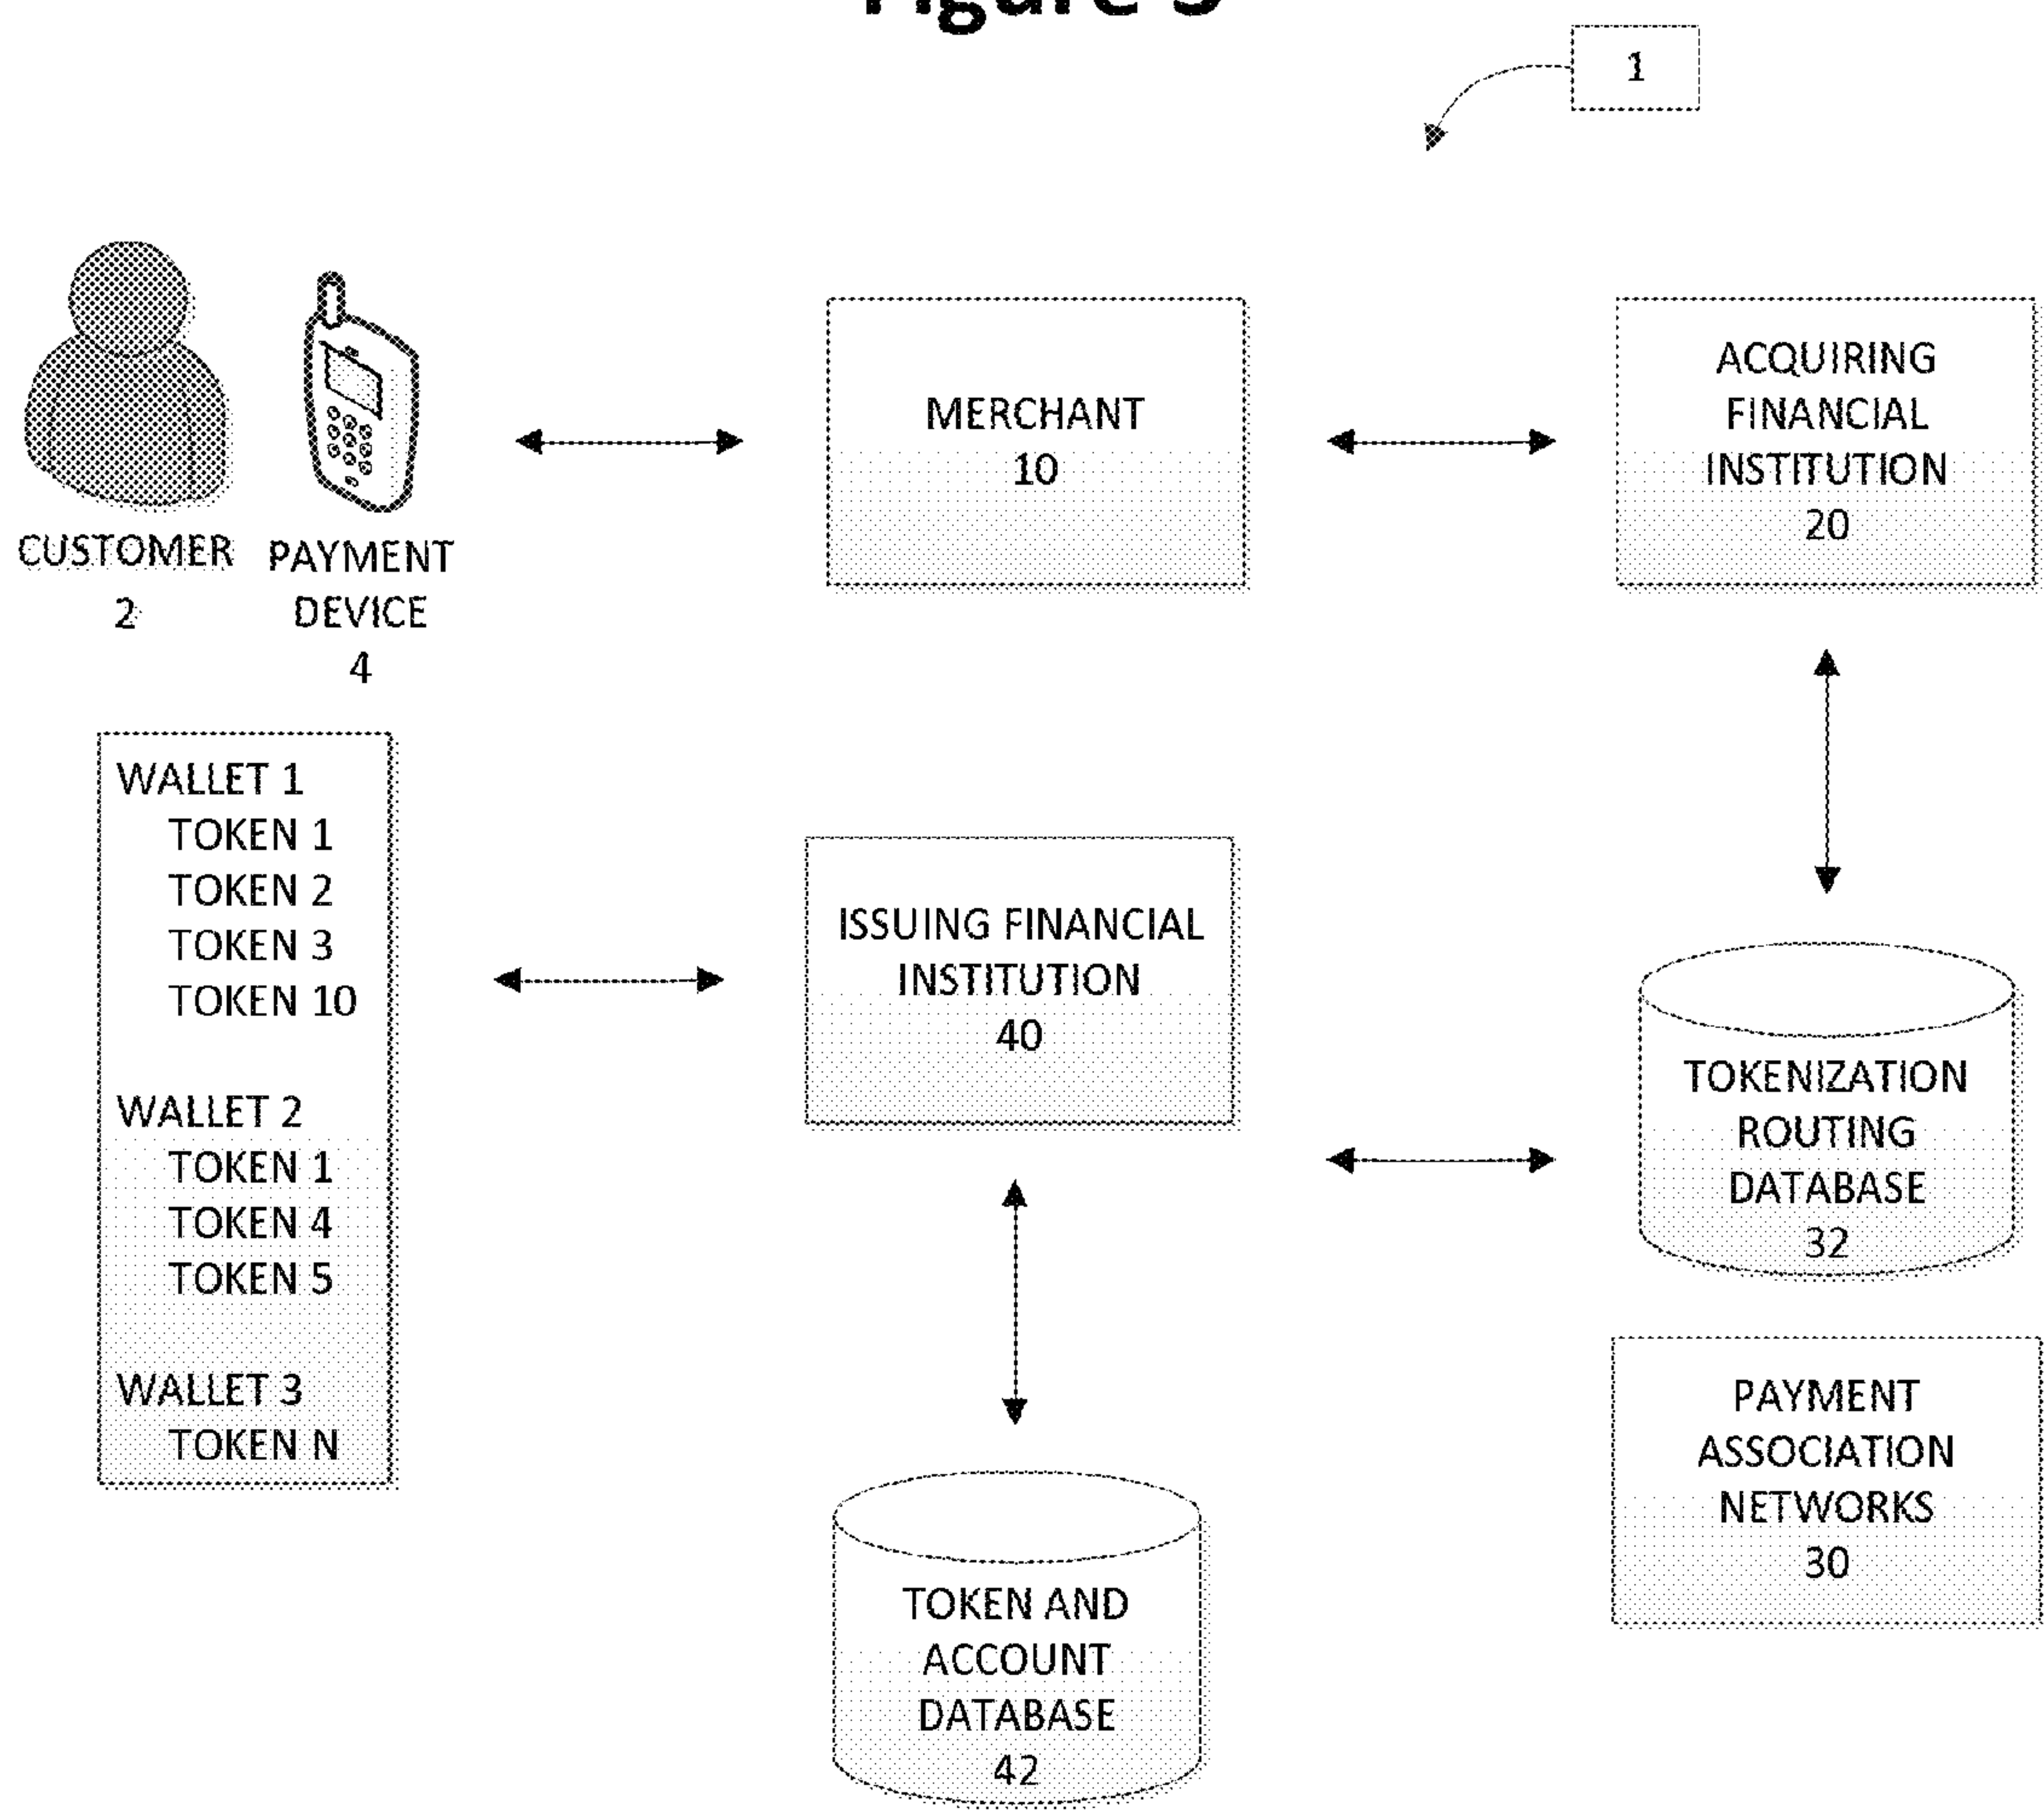 Figure 3
1
CUSTOMER
2
PAYMENT
DEVICE
4
MERCHANT
10
ACQUIRING
FINANCIAL
INSTITUTION
20
WALLET 1
TOKEN 1
TOKEN 2
TOKEN 3
TOKEN 10
WALLET 2
TOKEN 1
TOKEN 4
TOKEN 5
WALLET 3
TOKEN N
ISSUING FINANCIAL
INSTITUTION
40
TOKENIZATION
ROUTING
DATABASE
32
PAYMENT
ASSOCIATION
NETWORKS
30
TOKEN AND
ACCOUNT
DATABASE
42